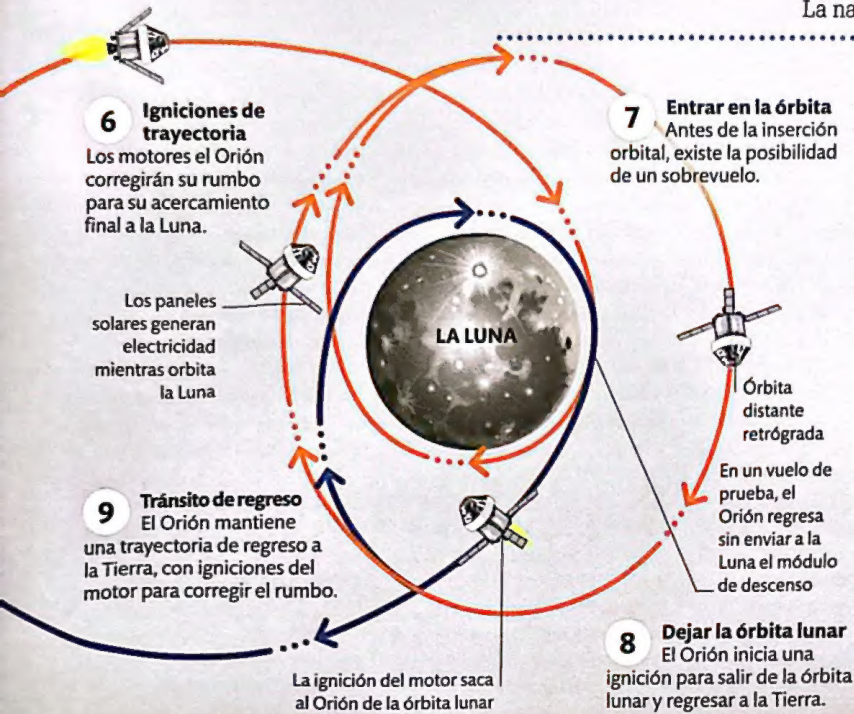 La na
6 Igniciones de
trayectoria
Los motores el Orión
corregirán su rumbo
para su acercamiento
final a la Luna.
Los paneles
solares generan
electricidad
mientras orbita
la Luna
LA LUNA
7 Entrar en la órbita
Antes de la inserción
orbital, existe la posibilidad
de un sobrevuelo.
Órbita
distante
retrógrada
En un vuelo de
prueba, el
Orión regresa
sin enviar a la
Luna el módulo
de descenso
8 Dejar la órbita lunar
El Orión inicia una
ignición para salir de la órbita
lunar y regresar a la Tierra.
9 Tránsito de regreso
El Orión mantiene
una trayectoria de regreso a
la Tierra, con igniciones del
motor para corregir el rumbo.
La ignición del motor saca
al Orión de la órbita lunar